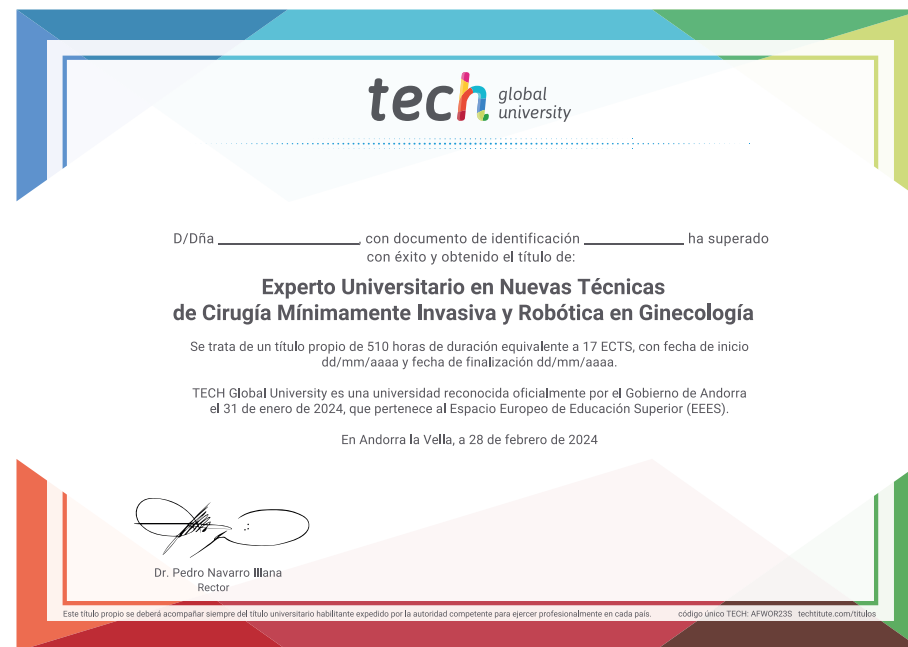 tech global university
D/Dña ____________________, con documento de identificación ______________ ha superado
con éxito y obtenido el título de:
Experto Universitario en Nuevas Técnicas
de Cirugía Mínimamente Invasiva y Robótica en Ginecología
Se trata de un título propio de 510 horas de duración equivalente a 17 ECTS, con fecha de inicio
dd/mm/aaaa y fecha de finalización dd/mm/aaaa.
TECH Global University es una universidad reconocida oficialmente por el Gobierno de Andorra
el 31 de enero de 2024, que pertenece al Espacio Europeo de Educación Superior (EEES).
En Andorra la Vella, a 28 de febrero de 2024
Dr. Pedro Navarro Illana
Rector
Este título propio se deberá acompañar siempre del título universitario habilitante expedido por la autoridad competente para ejercer profesionalmente en cada país. código único TECH: AFWOR23S techtitute.com/titulos